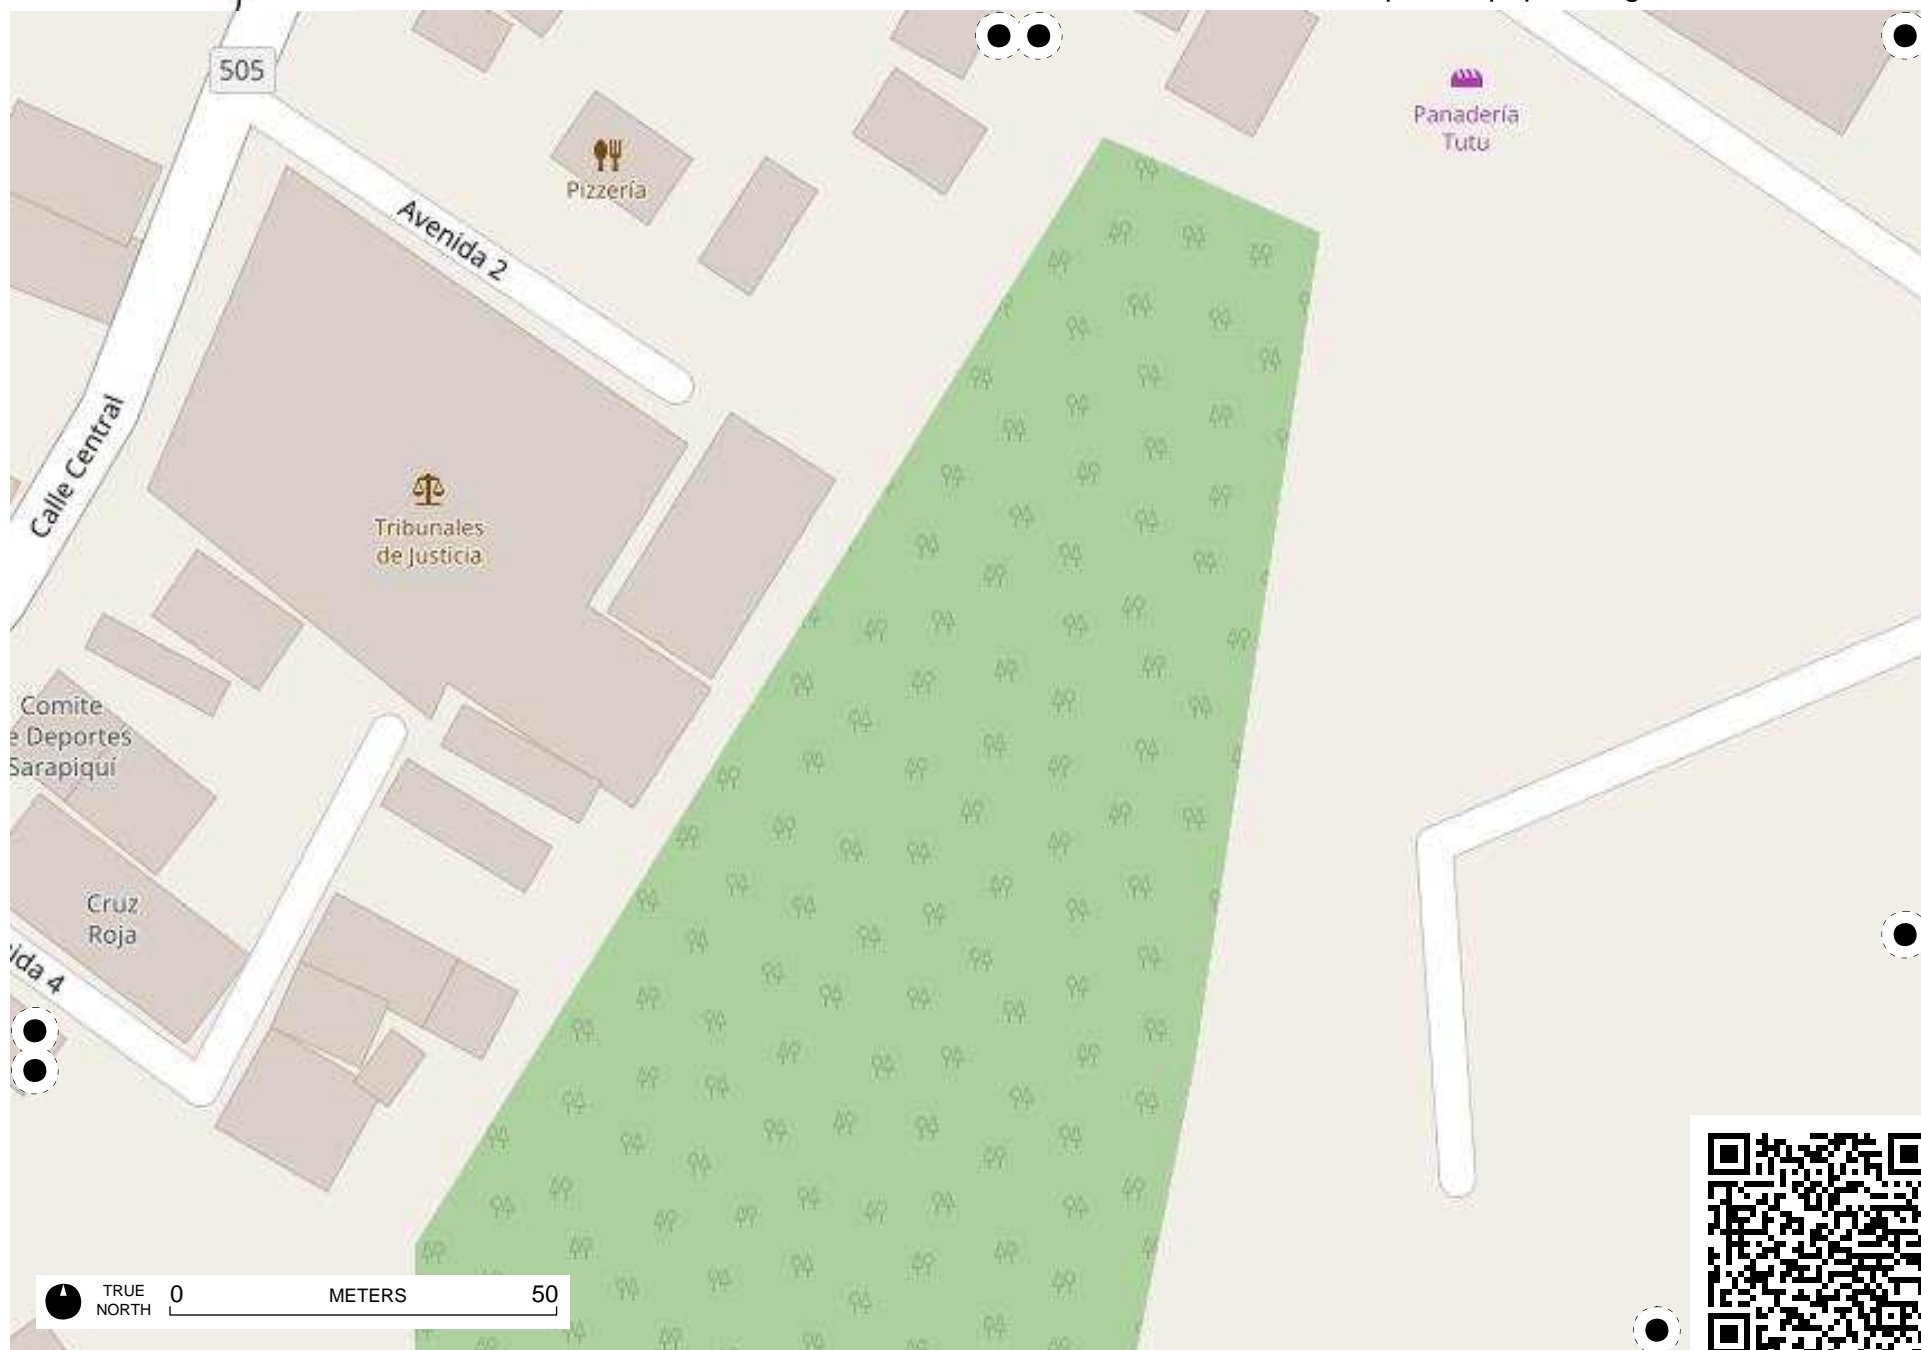 505
Panadería
Tutu
Pizzería
Avenida 2
Calle Central
Tribunales
de Justicia
Comite
e Deportes
Sarapiquí
Cruz
Roja
ida 4
TRUE
NORTH
0
METERS
50